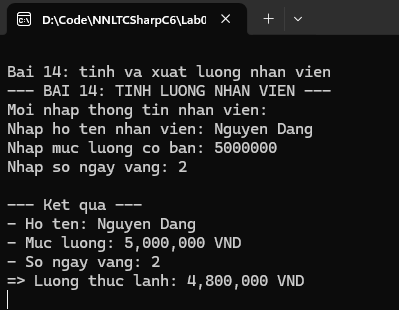 D:\Code\NNLTCSharpC6\Lab0
Bai 14: tinh va xuat luong nhan vien
--- BAI 14: TINH LUONG NHAN VIEN ---
Moi nhap thong tin nhan vien:
Nhap ho ten nhan vien: Nguyen Dang
Nhap muc luong co ban: 5000000
Nhap so ngay vang: 2
--- Ket qua ---
- Ho ten: Nguyen Dang
- Muc luong: 5,000,000 VND
- So ngay vang: 2
=> Luong thuc lanh: 4,800,000 VND